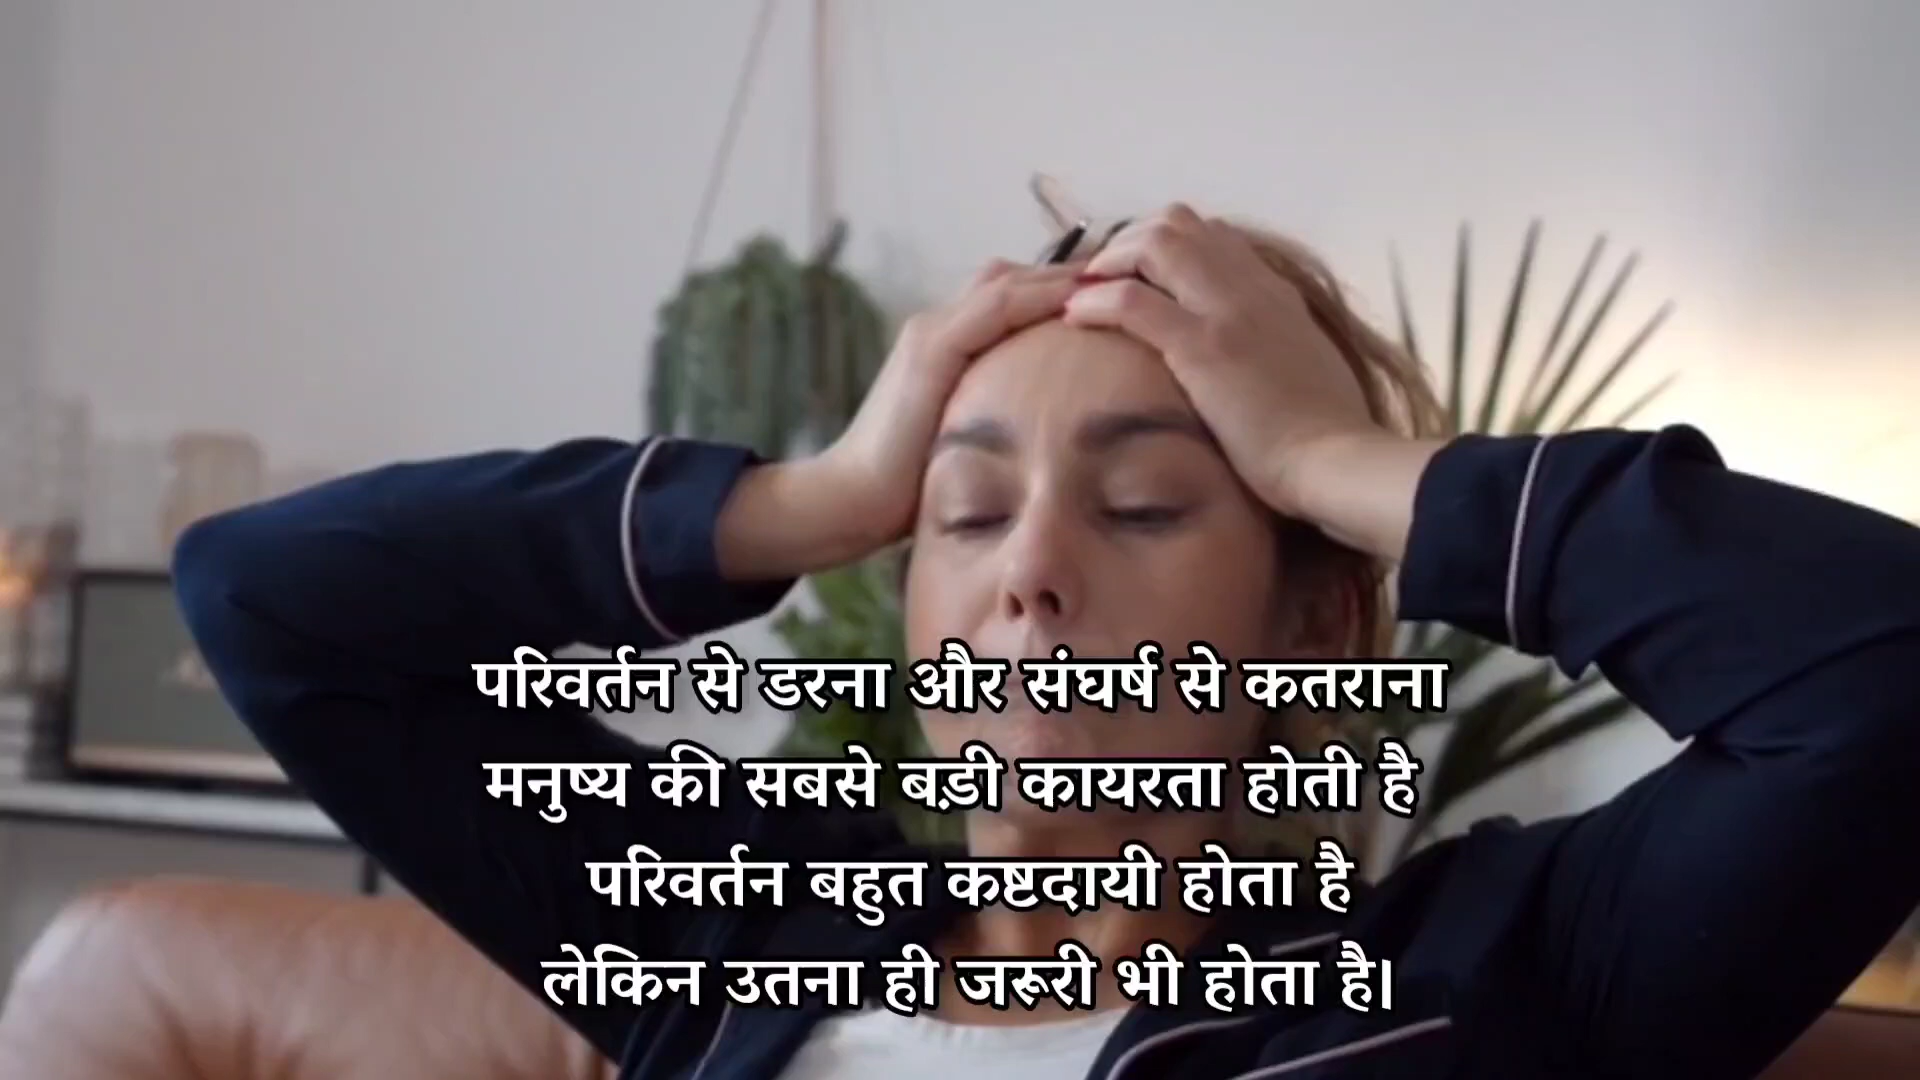 परिवर्तन से डरना और संघर्ष से कतराना
मनुष्य की सबसे बड़ी कायरता होती है
परिवर्तन बहुत कष्टदायी होता है
लेकिन उतना ही जरूरी भी होता है।